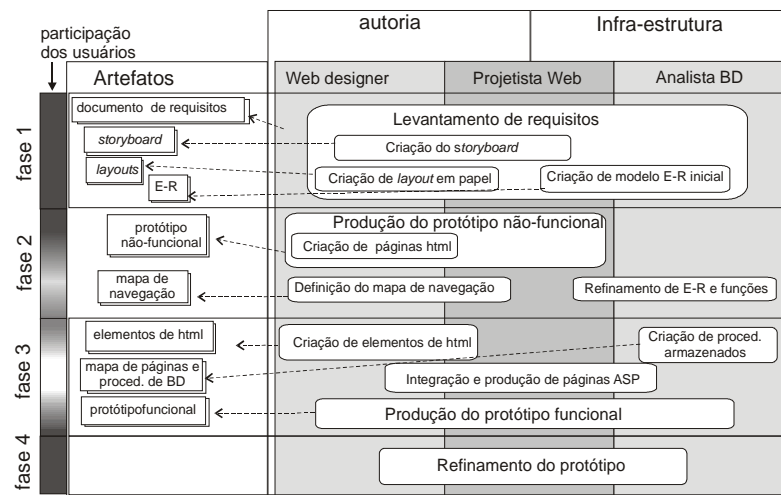 participação
dos usuários
autoria
Infra-estrutura
Artefatos
Web designer
Projetista Web
Analista BD
fase 1
documento de requisitos
storyboard
layouts
E-R
Levantamento de requisitos
Criação do storyboard
Criação de layout em papel
Criação de modelo E-R inicial
fase 2
protótipo
não-funcional
mapa de
navegação
Produção do protótipo não-funcional
Criação de páginas html
Definição do mapa de navegação
Refinamento de E-R e funções
fase 3
elementos de html
mapa de páginas e
proced. de BD
protótipofuncional
Criação de elementos de html
Criação de proced.
armazenados
Integração e produção de páginas ASP
Produção do protótipo funcional
fase 4
Refinamento do protótipo